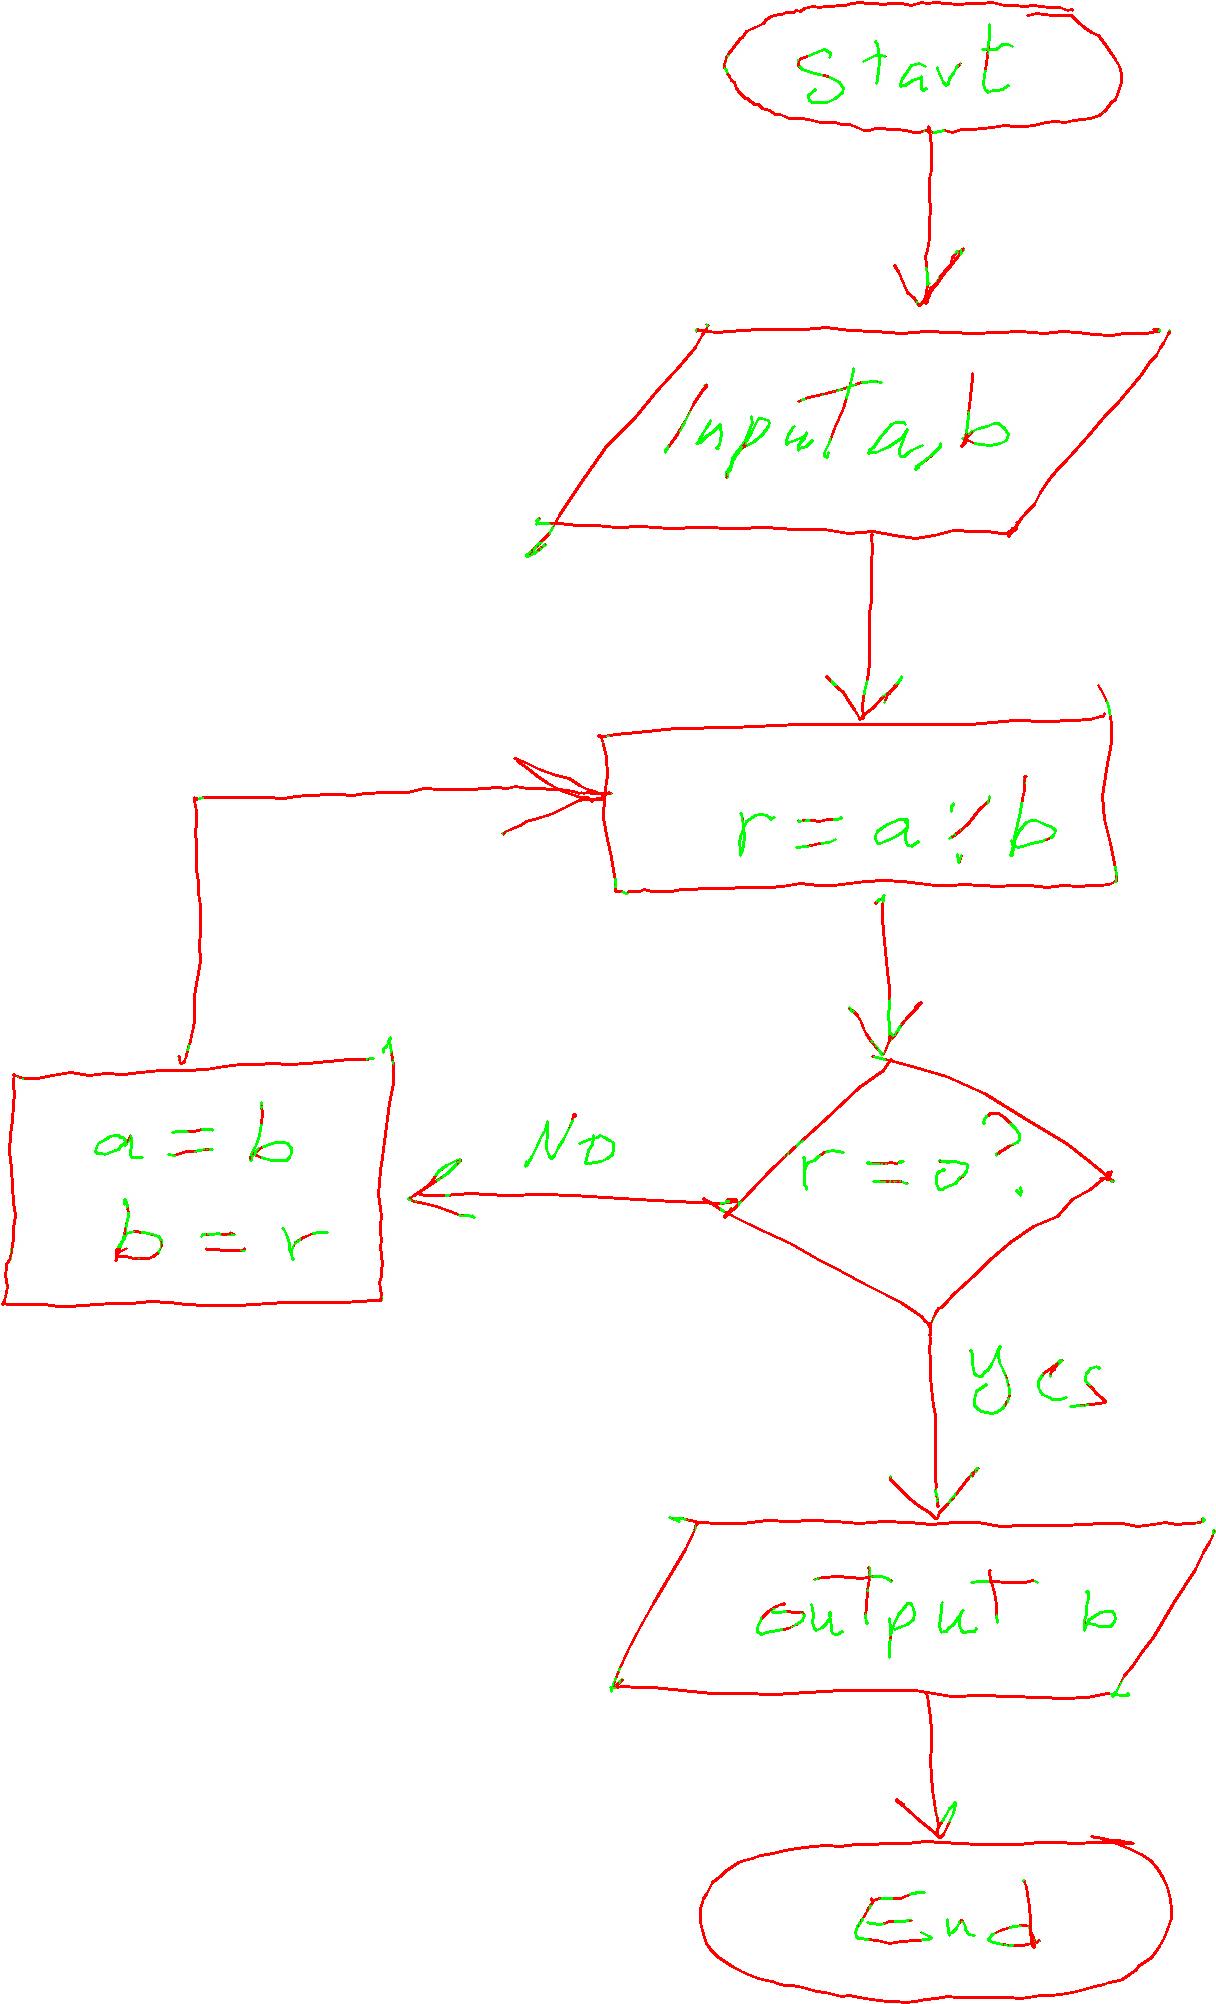 Start
Input a, b
r = a % b
r = 0?
No
a = b
b = r
yes
output b
End